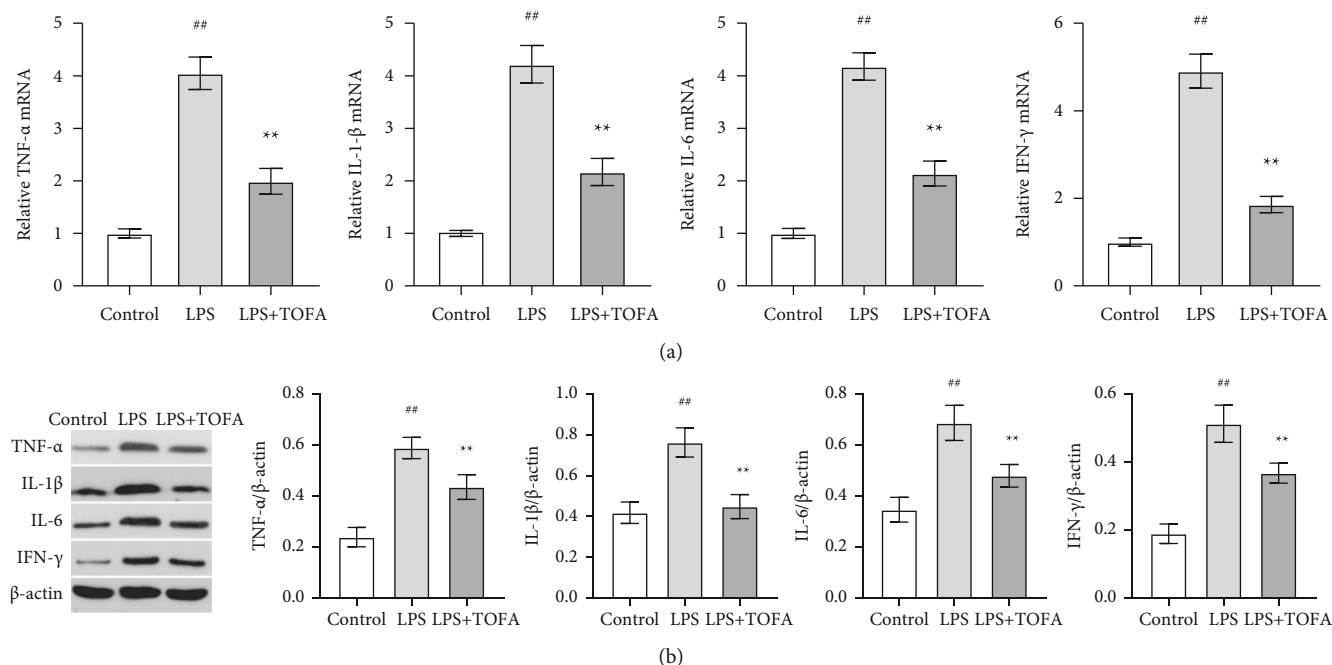 Relative TNF-α mRNA
5
4
3
2
1
0
##
**
Control LPS LPS+TOFA
Relative IL-1-β mRNA
5
4
3
2
1
0
##
**
Control LPS LPS+TOFA
Relative IL-6 mRNA
5
4
3
2
1
0
##
**
Control LPS LPS+TOFA
Relative IFN-γ mRNA
6
4
2
0
##
**
Control LPS LPS+TOFA
(a)
Control LPS LPS+TOFA
TNF-α
IL-1β
IL-6
IFN-γ
β-actin
TNF-α/β-actin
0.8
0.6
0.4
0.2
0.0
##
**
Control LPS LPS+TOFA
IL-1β/β-actin
1.0
0.8
0.6
0.4
0.2
0.0
##
**
Control LPS LPS+TOFA
IL-6/β-actin
0.8
0.6
0.4
0.2
0.0
##
**
Control LPS LPS+TOFA
IFN-γ/β-actin
0.6
0.4
0.2
0.0
##
**
Control LPS LPS+TOFA
(b)